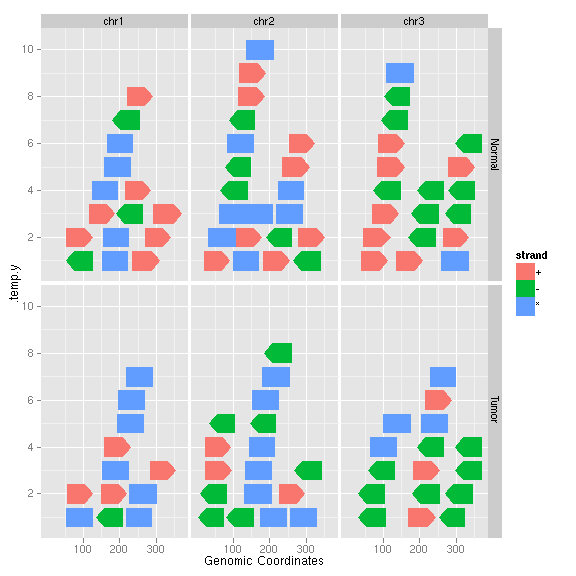 chr1 chr2 chr3
10
8
6
4
2
Normal
8
6
4
2
Tumor
.temp.y
100 200 300 100 200 300 100 200 300
Genomic Coordinates
strand
+
-
*